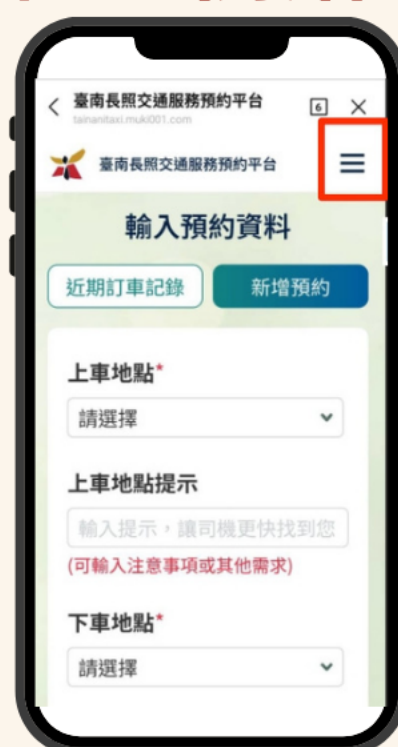 臺南長照交通服務預約平台
6
tainanitaxi.muki001.com
臺南長照交通服務預約平台
輸入預約資料
近期訂車記錄
新增預約
上車地點*
請選擇
上車地點提示
輸入提示，讓司機更快找到您
(可輸入注意事項或其他需求)
下車地點*
請選擇